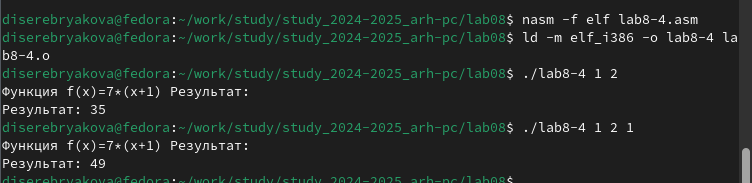 diserebryakova@fedora:~/work/study/study_2024-2025_arh-pc/lab08$ nasm -f elf lab8-4.asm
diserebryakova@fedora:~/work/study/study_2024-2025_arh-pc/lab08$ ld -m elf_i386 -o lab8-4 la
b8-4.o
diserebryakova@fedora:~/work/study/study_2024-2025_arh-pc/lab08$ ./lab8-4 1 2
Функция f(x)=7*(x+1) Результат:
Результат: 35
diserebryakova@fedora:~/work/study/study_2024-2025_arh-pc/lab08$ ./lab8-4 1 2 1
Функция f(x)=7*(x+1) Результат:
Результат: 49
diserebryakova@fedora:~/work/study/study_2024-2025_arh-pc/lab08$